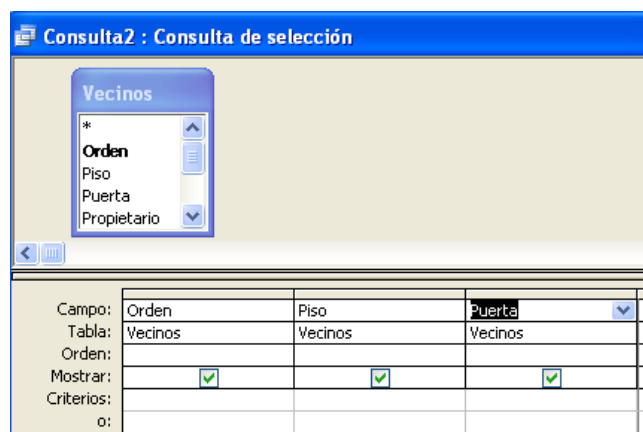 Consulta2 : Consulta de selección
Vecinos
*
Orden
Piso
Puerta
Propietario
Campo: Orden Piso Puerta
Tabla: Vecinos Vecinos Vecinos
Orden:
Mostrar:
Criterios:
o: